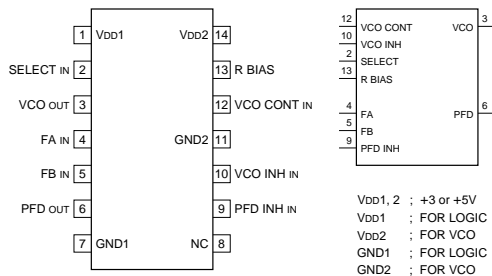 1 VDD1 VDD2 14
SELECT IN 2 13 R BIAS
VCO OUT 3 12 VCO CONT IN
FA IN 4 GND2 11
FB IN 5 10 VCO INH IN
PFD OUT 6 9 PFD INH IN
7 GND1 NC 8
12 VCO CONT VCO 3
10 VCO INH
2 SELECT
13 R BIAS
4 FA PFD 6
5 FB
9 PFD INH
VDD1, 2 ; +3 or +5V
VDD1 ; FOR LOGIC
VDD2 ; FOR VCO
GND1 ; FOR LOGIC
GND2 ; FOR VCO